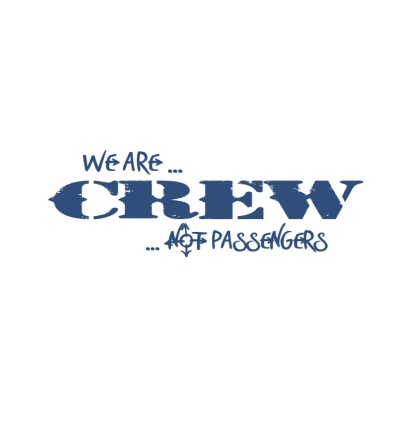 WE ARE ...
CREW
... NOT PASSENGERS